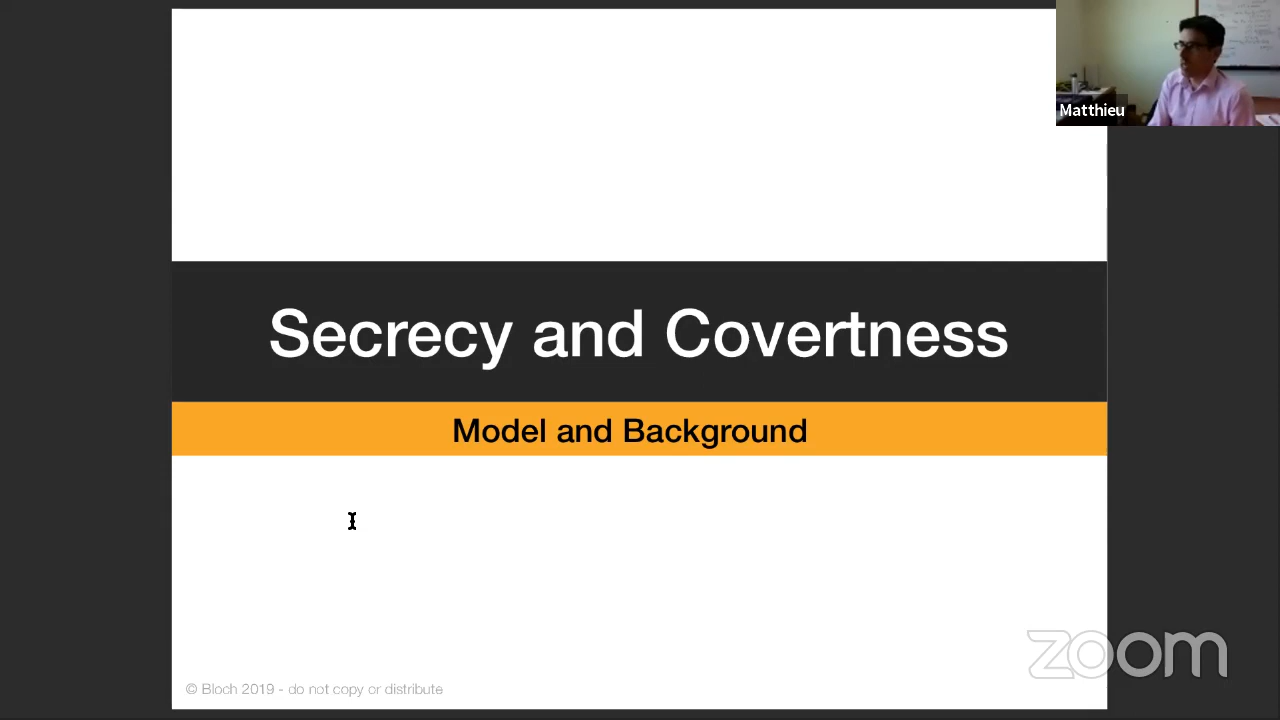 Matthieu
Secrecy and Covertness
Model and Background
© Bloch 2019 - do not copy or distribute
zoom